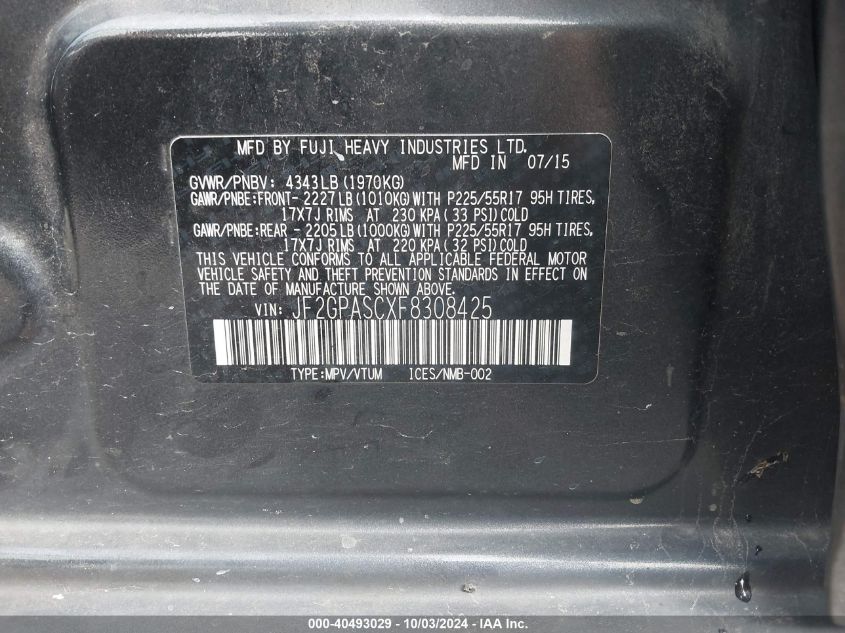 MFD BY FUJI HEAVY INDUSTRIES LTD.
MFD IN 07/15
GVWR/PNBV: 4343LB(1970KG)
GAWR/PNBE:FRONT-2227LB(1010KG)WITH P225/55R17 95H TIRES,
17X7J RIMS AT 230KPA(33 PSI)COLD
GAWR/PNBE:REAR -2205LB(1000KG)WITH P225/55R17 95H TIRES,
17X7J RIMS AT 220KPA(32 PSI)COLD
THIS VEHICLE CONFORMS TO ALL APPLICABLE FEDERAL MOTOR
VEHICLE SAFETY AND THEFT PREVENTION STANDARDS IN EFFECT ON
THE DATE OF MANUFACTURE SHOWN ABOVE.
VIN: JF2GPASCXF8308425
TYPE:MPV/VTUM ICES/NMB-002
000-40493029 - 10/03/2024 - IAA Inc.